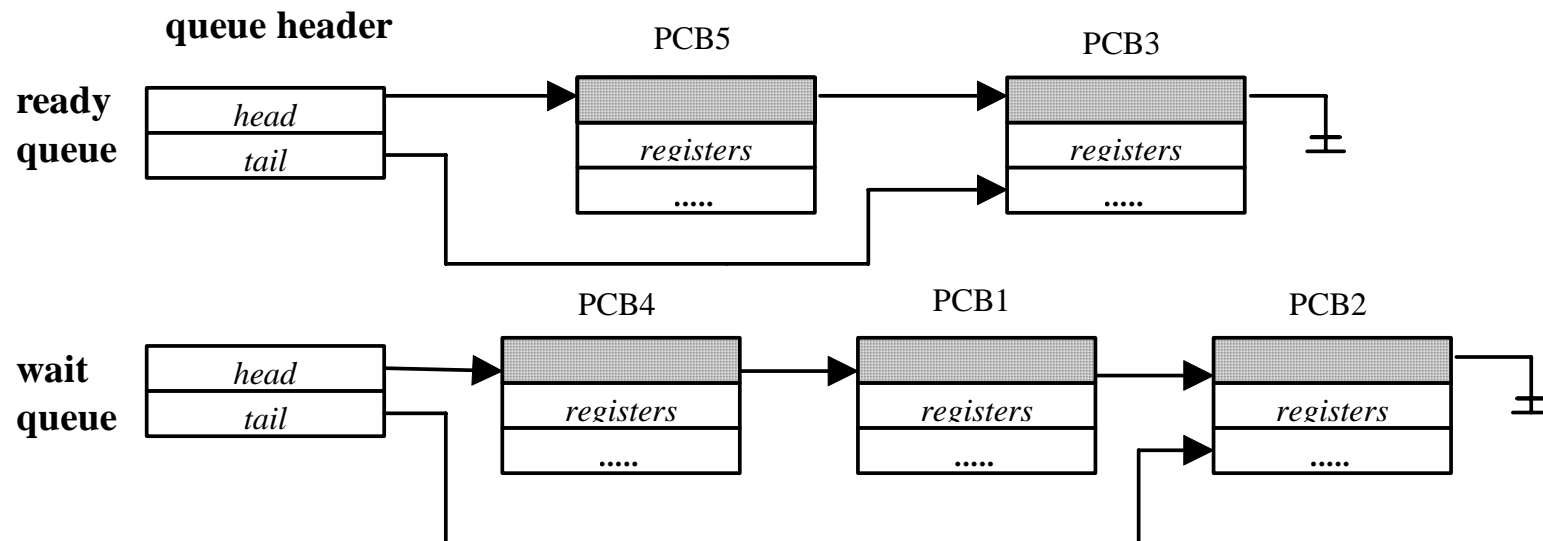 queue header
PCB5
PCB3
ready
queue
head
tail
registers
.....
registers
.....
PCB4
PCB1
PCB2
wait
queue
head
tail
registers
.....
registers
.....
registers
.....